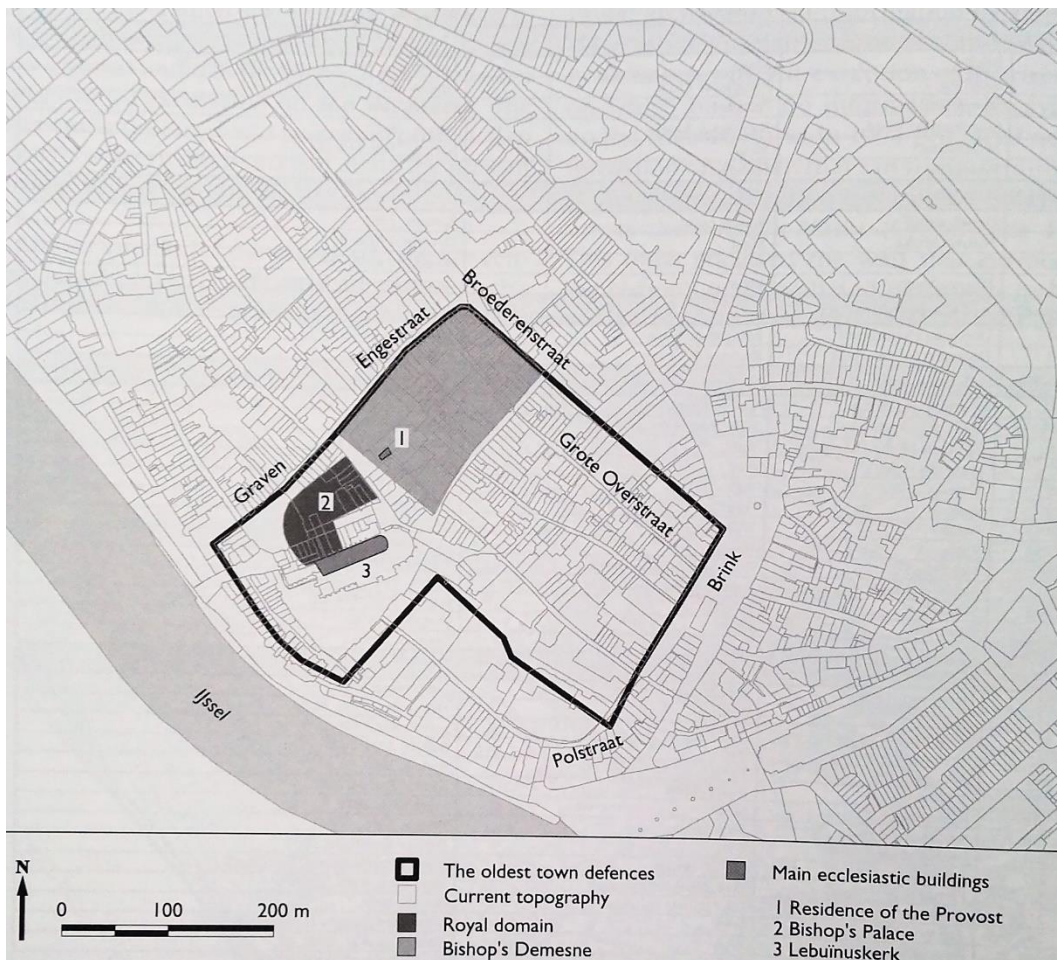 Broederenstraat
Engestraat
1
Grote Overstraat
Graven
2
Brink
3
IJssel
Polstraat
N
0 100 200 m
The oldest town defences
Current topography
Royal domain
Bishop's Demesne
Main ecclesiastic buildings
1 Residence of the Provost
2 Bishop's Palace
3 Lebuïnuskerk